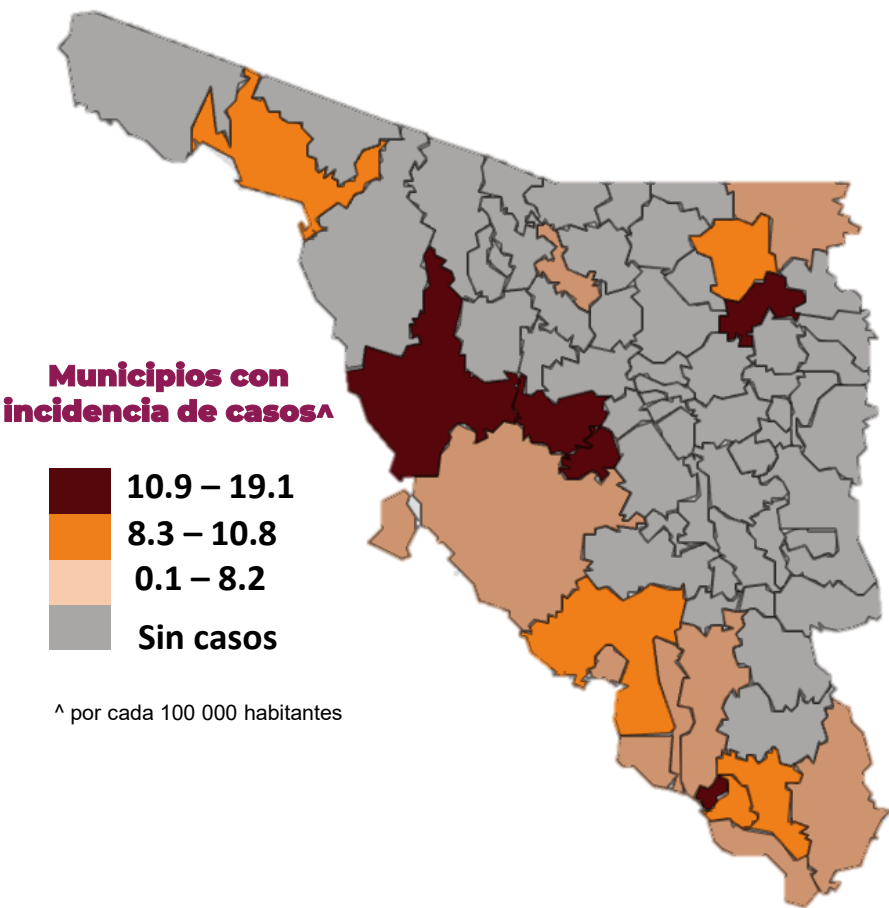 Municipios con
incidencia de casos^
10.9 – 19.1
8.3 – 10.8
0.1 – 8.2
Sin casos
^ por cada 100 000 habitantes